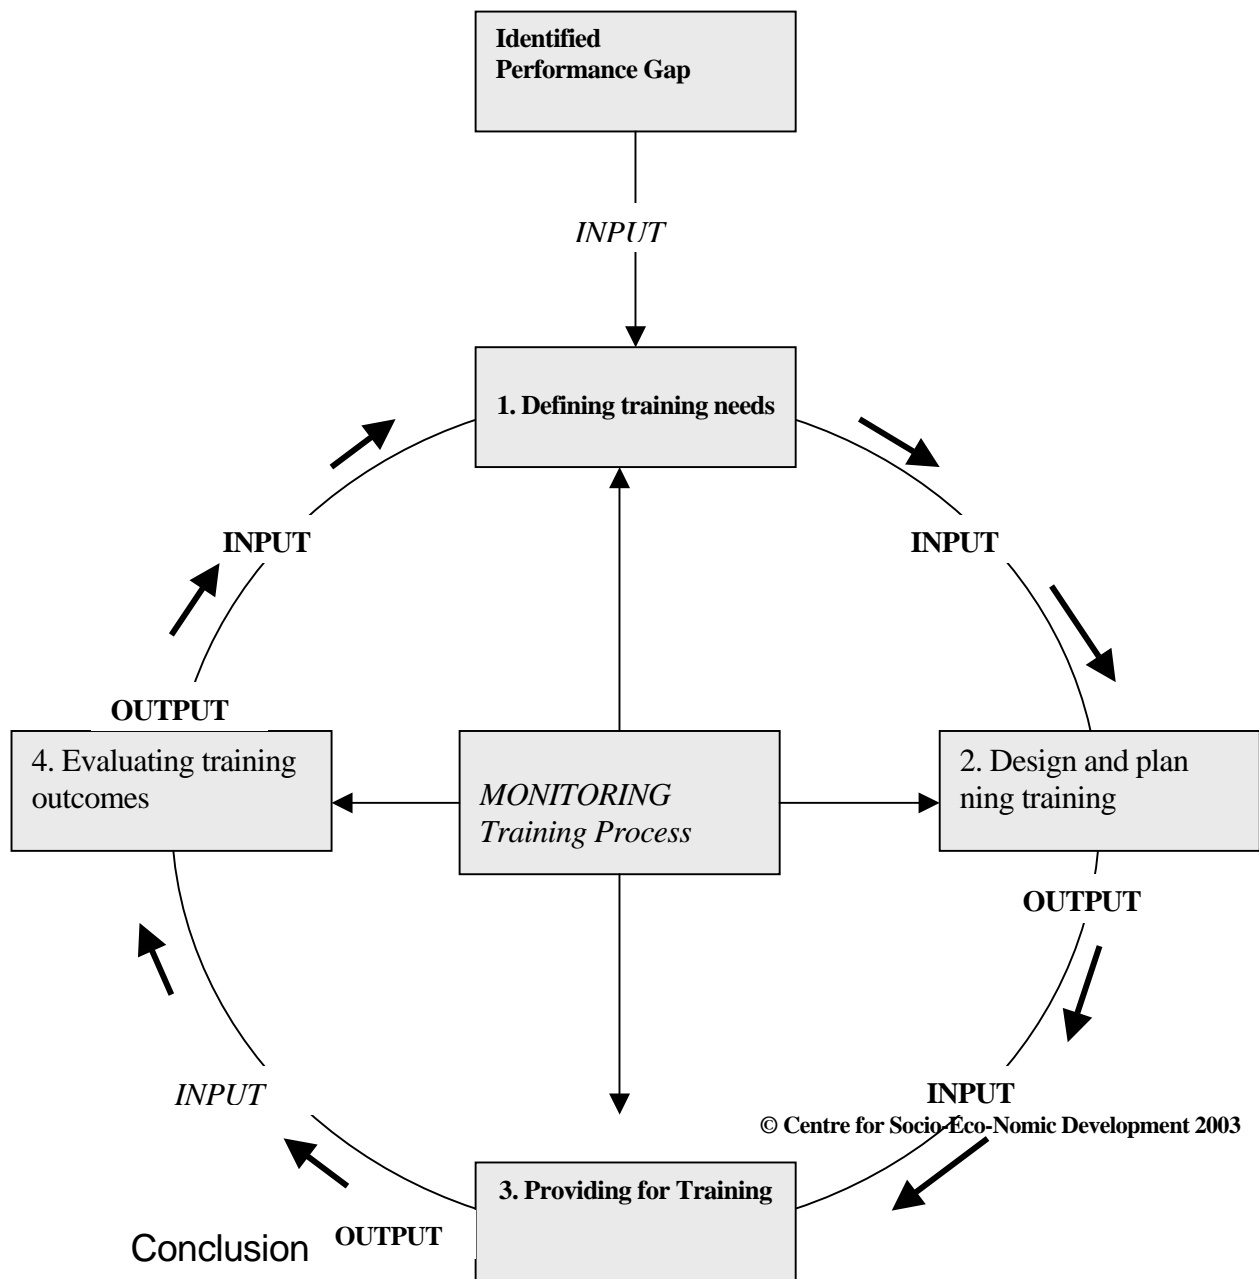 Identified
Performance Gap
INPUT
1. Defining training needs
INPUT
INPUT
OUTPUT
4. Evaluating training
outcomes
MONITORING
Training Process
2. Design and plan
ning training
OUTPUT
INPUT
INPUT
© Centre for Socio-Eco-Nomic Development 2003
3. Providing for Training
Conclusion
OUTPUT